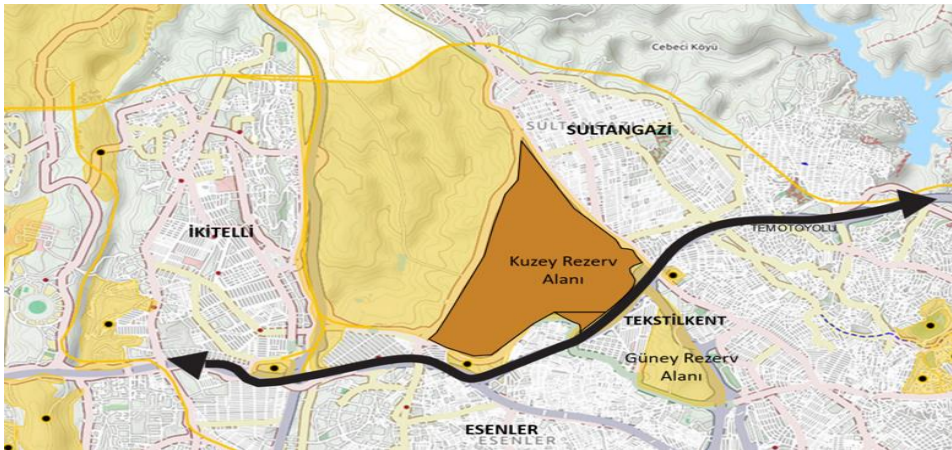 Cebeci Köyü
SULTANGAZİ
SULTANGAZİ
İKİTELLİ
TEM OTOYOLU
Kuzey Rezerv
Alanı
TEKSTİLKENT
Güney Rezerv
Alanı
ESENLER
ESENLER